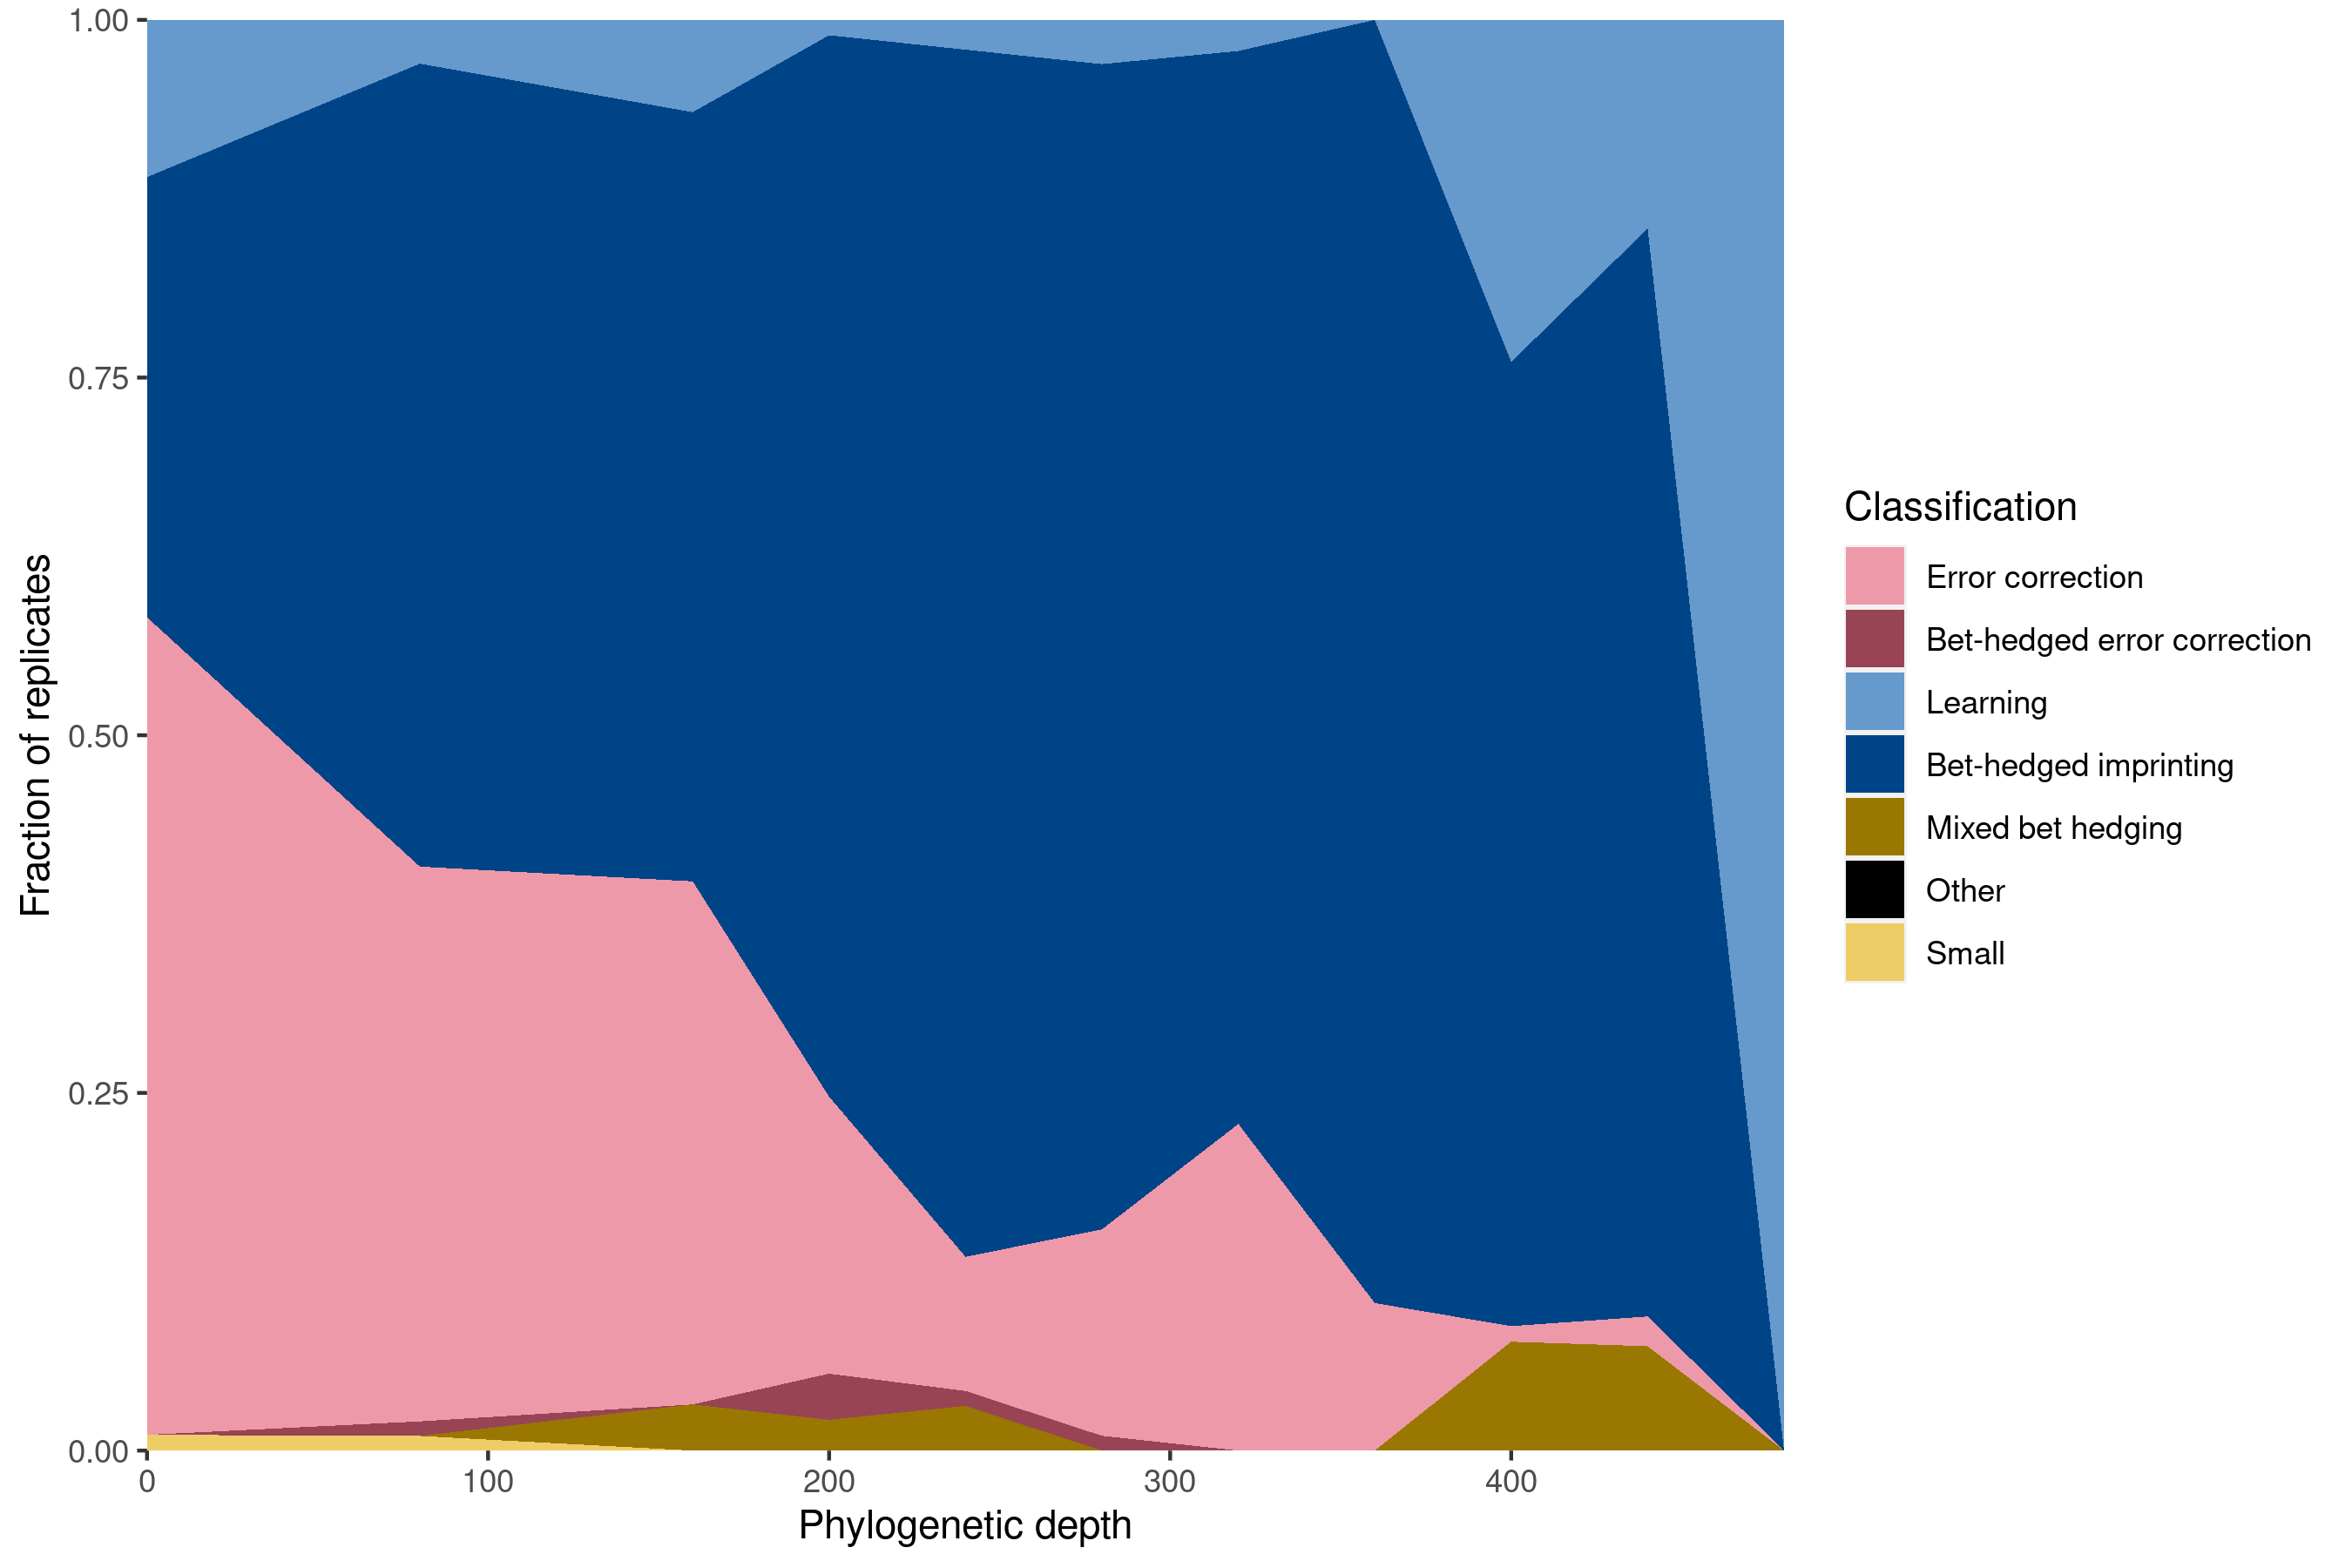 1.00
0.75
0.50
0.25
0.00
Fraction of replicates
0 100 200 300 400
Phylogenetic depth
Classification
Error correction
Bet-hedged error correction
Learning
Bet-hedged imprinting
Mixed bet hedging
Other
Small